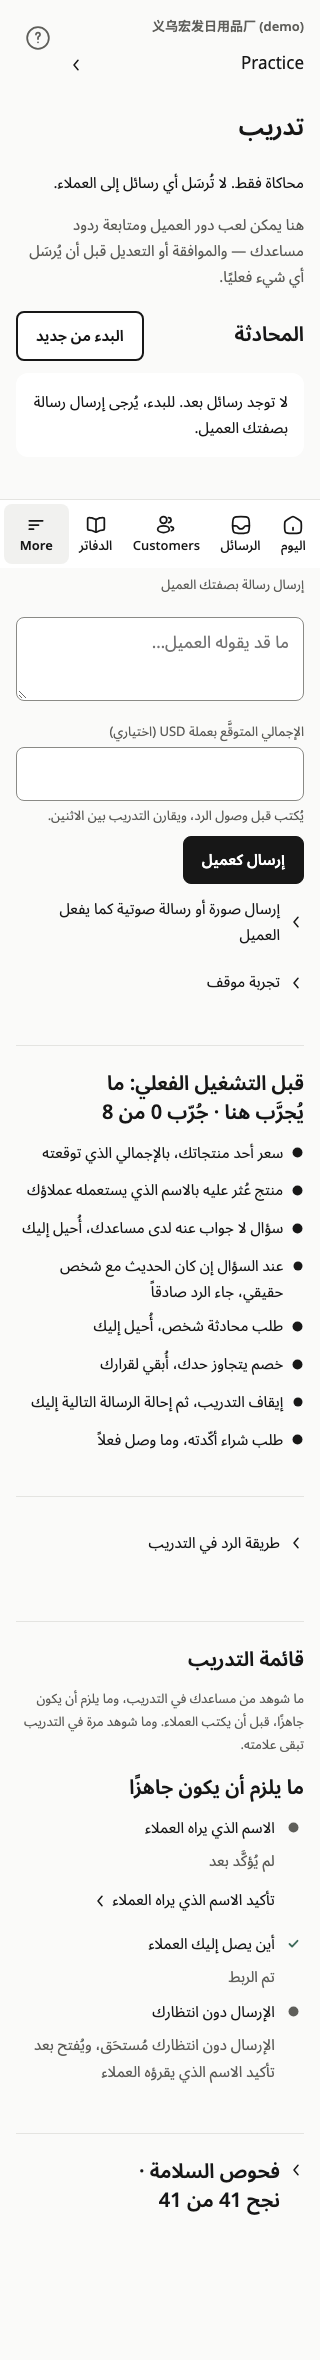 义乌宏发日用品厂 (demo)
Practice
تدريب
محاكاة فقط. لا تُرسَل أي رسائل إلى العملاء.
هنا يمكن لعب دور العميل ومتابعة ردود
مساعدك — والموافقة أو التعديل قبل أن يُرسَل
أي شيء فعليًا.
المحادثة
البدء من جديد
لا توجد رسائل بعد. للبدء، يُرجى إرسال رسالة
بصفتك العميل.
اليوم
الرسائل
Customers
الدفاتر
More
إرسال رسالة بصفتك العميل
ما قد يقوله العميل...
الإجمالي المتوقَّع بعملة USD (اختياري)
يُكتب قبل وصول الرد، ويقارن التدريب بين الاثنين.
إرسال كعميل
إرسال صورة أو رسالة صوتية كما يفعل
العميل
تجربة موقف
قبل التشغيل الفعلي: ما
يُجرَّب هنا · جُرّب 0 من 8
سعر أحد منتجاتك، بالإجمالي الذي توقعته
منتج عُثر عليه بالاسم الذي يستعمله عملاؤك
سؤال لا جواب عنه لدى مساعدك، أُحيل إليك
عند السؤال إن كان الحديث مع شخص
حقيقي، جاء الرد صادقاً
طلب محادثة شخص، أُحيل إليك
خصم يتجاوز حدك، أُبقي لقرارك
إيقاف التدريب، ثم إحالة الرسالة التالية إليك
طلب شراء أكّدته، وما وصل فعلاً
طريقة الرد في التدريب
قائمة التدريب
ما شوهد من مساعدك في التدريب، وما يلزم أن يكون
جاهزًا، قبل أن يكتب العملاء. وما شوهد مرة في التدريب
تبقى علامته.
ما يلزم أن يكون جاهزًا
الاسم الذي يراه العملاء
لم يُؤكَّد بعد
تأكيد الاسم الذي يراه العملاء
أين يصل إليك العملاء
تم الربط
الإرسال دون انتظارك
الإرسال دون انتظارك مُستحَق، ويُفتح بعد
تأكيد الاسم الذي يقرؤه العملاء
فحوص السلامة ·
نجح 41 من 41